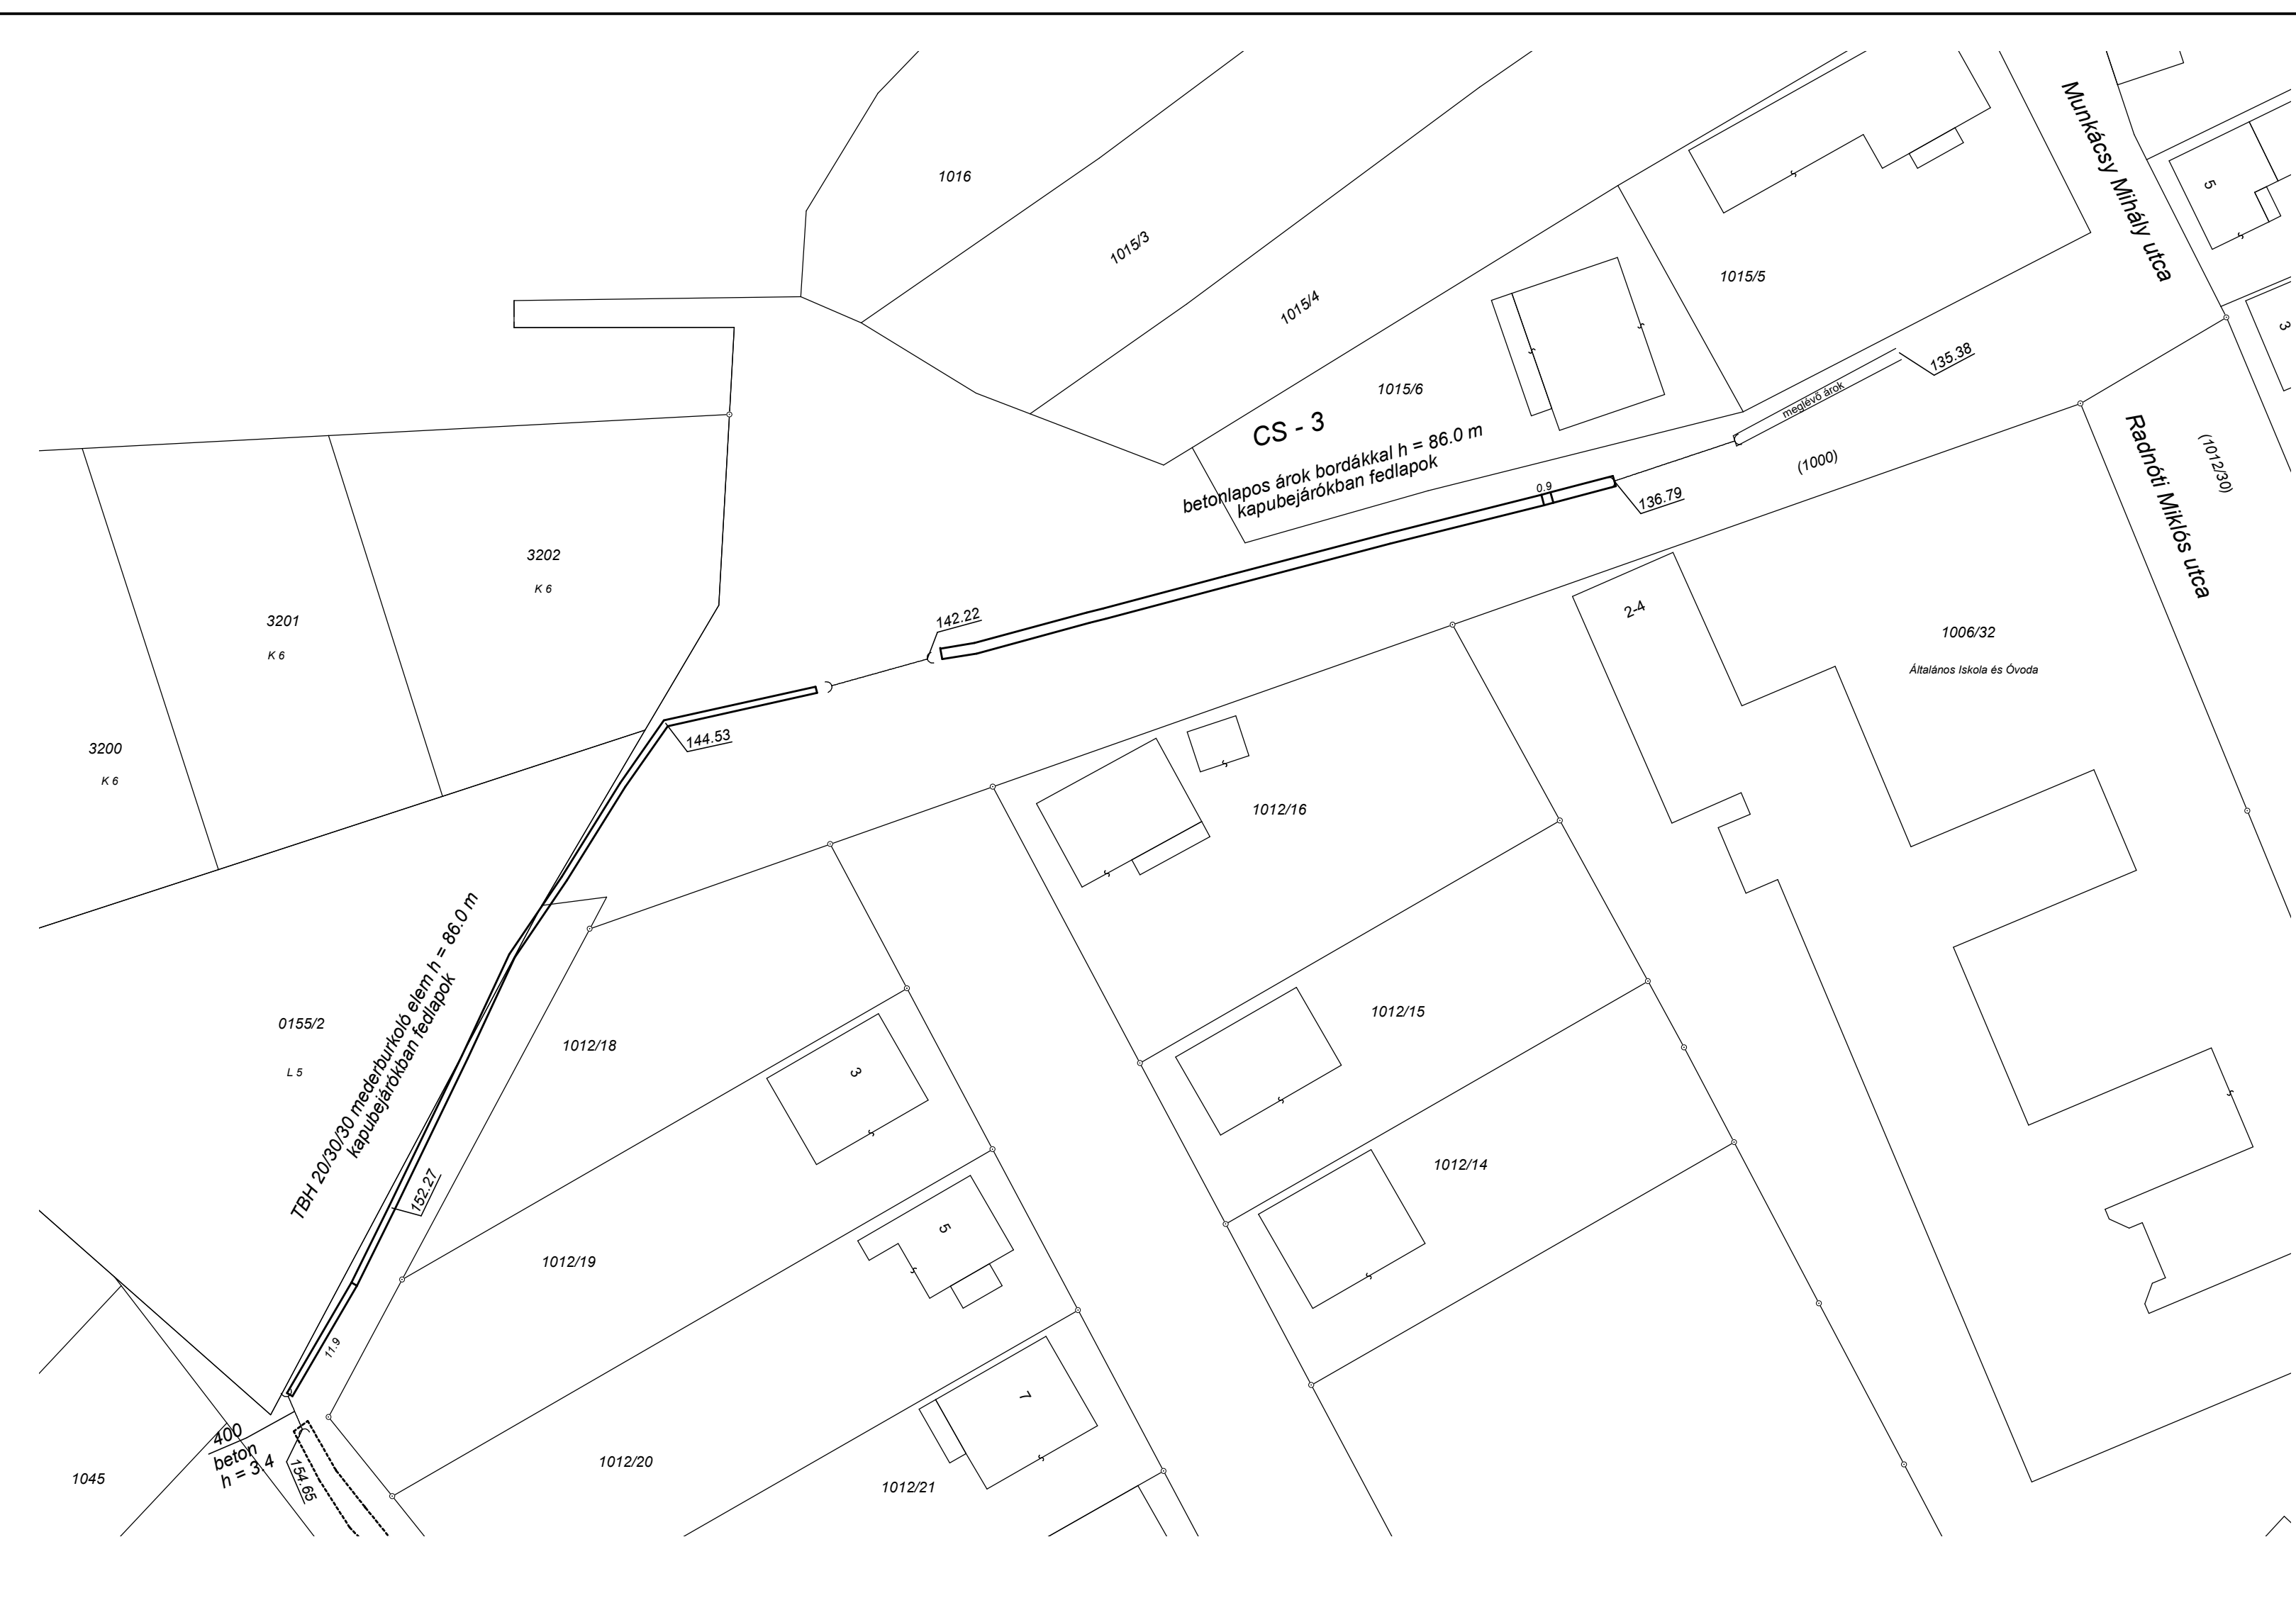 Munkácsy Mihály utca
1016
5
1015/3
1015/5
1015/4
3
135.38
meglévő árok
1015/6
CS - 3
betonlapos árok bordákkal h = 86.0 m
kapubejárókban fedlapok
0.9
136.79
(1000)
Radnóti Miklós utca
(1012/30)
3202
K 6
3201
K 6
3200
K 6
142.22
144.53
2-4
1006/32
Általános Iskola és Óvoda
1012/16
1012/15
1012/14
0155/2
L 5
TBH 20/30/30 mederburkoló elem h = 86.0 m
kapubejárókban fedlapok
152.27
1012/18
3
1012/19
5
11.9
7
1012/20
1012/21
400
beton
h = 3.4
154.65
1045